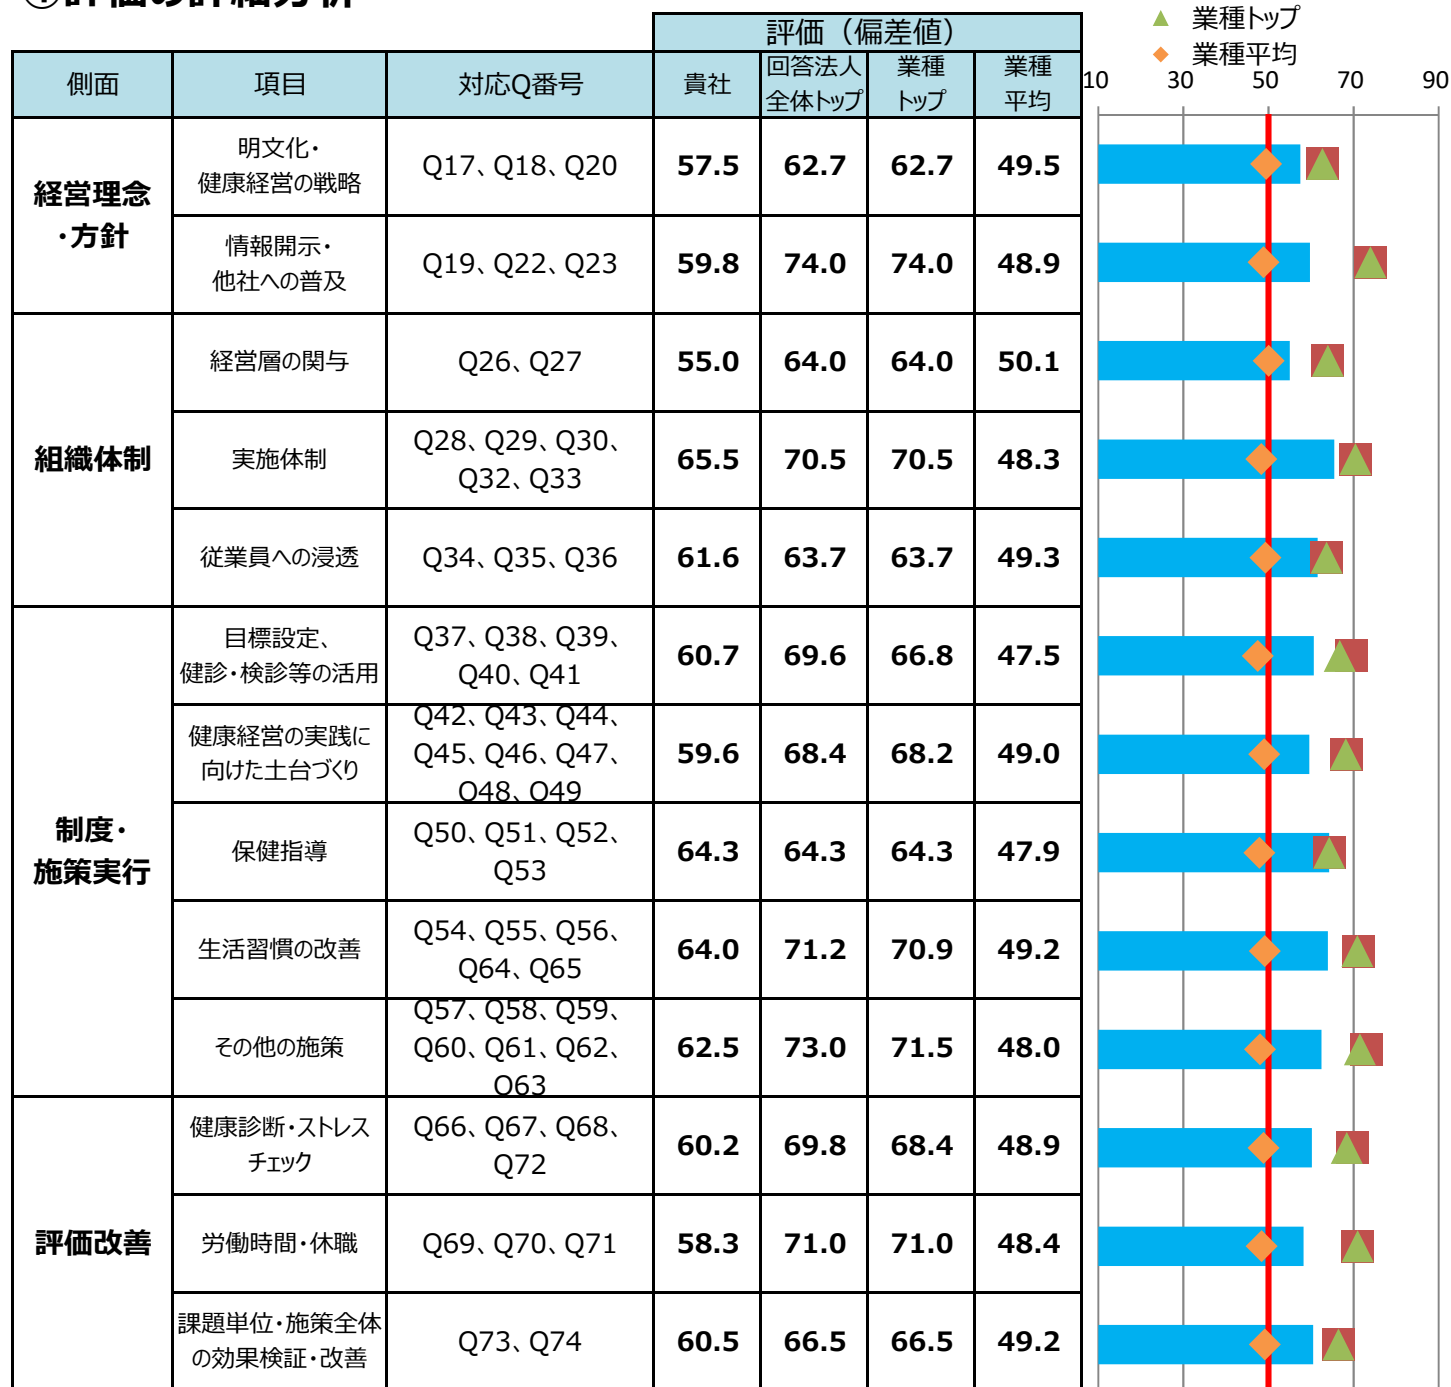 ④評価の詳細分析
▲ 業種トップ
◆ 業種平均
評価（偏差値）
側面 項目 対応Q番号 貴社 回答法人全体トップ 業種トップ 業種平均
10 30 50 70 90
経営理念
・方針
明文化・
健康経営の戦略
Q17、Q18、Q20 57.5 62.7 62.7 49.5
情報開示・
他社への普及
Q19、Q22、Q23 59.8 74.0 74.0 48.9
組織体制
経営層の関与 Q26、Q27 55.0 64.0 64.0 50.1
実施体制
Q28、Q29、Q30、
Q32、Q33
65.5 70.5 70.5 48.3
従業員への浸透 Q34、Q35、Q36 61.6 63.7 63.7 49.3
制度・
施策実行
目標設定、
健診・検診等の活用
Q37、Q38、Q39、
Q40、Q41
60.7 69.6 66.8 47.5
健康経営の実践に
向けた土台づくり
Q42、Q43、Q44、
Q45、Q46、Q47、
Q48、Q49
59.6 68.4 68.2 49.0
保健指導
Q50、Q51、Q52、
Q53
64.3 64.3 64.3 47.9
生活習慣の改善
Q54、Q55、Q56、
Q64、Q65
64.0 71.2 70.9 49.2
その他の施策
Q57、Q58、Q59、
Q60、Q61、Q62、
Q63
62.5 73.0 71.5 48.0
評価改善
健康診断・ストレス
チェック
Q66、Q67、Q68、
Q72
60.2 69.8 68.4 48.9
労働時間・休職 Q69、Q70、Q71 58.3 71.0 71.0 48.4
課題単位・施策全体
の効果検証・改善
Q73、Q74 60.5 66.5 66.5 49.2